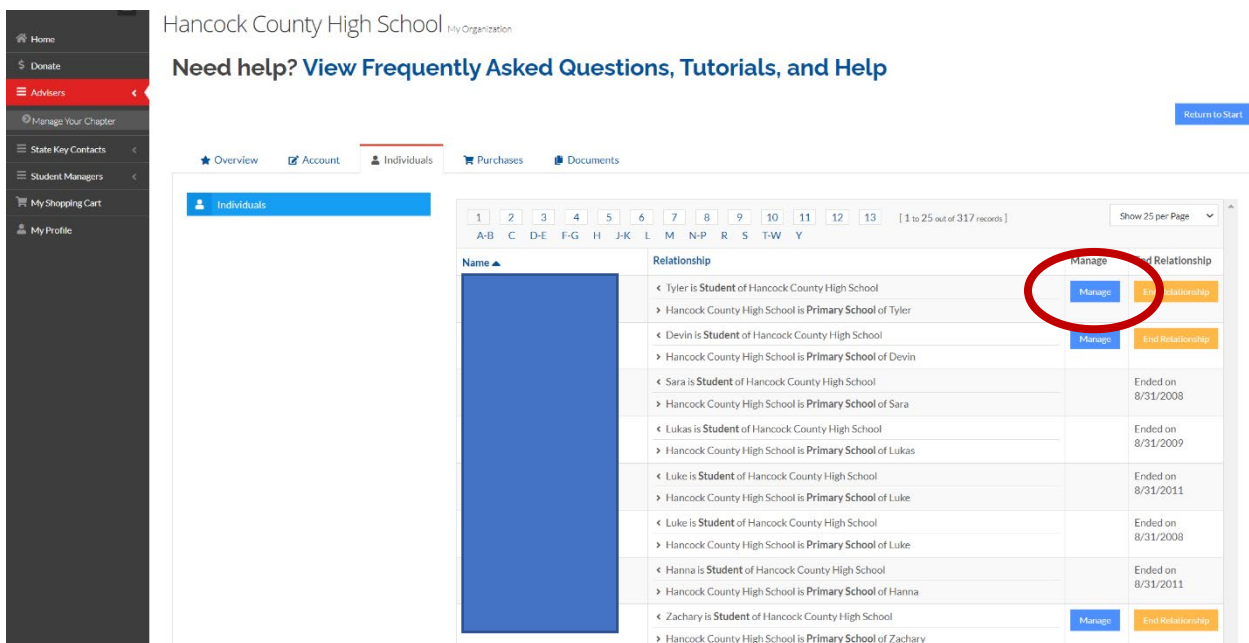 Hancock County High School My Organization
Need help? View Frequently Asked Questions, Tutorials, and Help
Home
$ Donate
Advisers
Manage Your Chapter
State Key Contacts
Student Managers
My Shopping Cart
My Profile
Return to Start
Overview Account Individuals Purchases Documents
Individuals
1 2 3 4 5 6 7 8 9 10 11 12 13 [ 1 to 25 out of 317 records ] Show 25 per Page
A-B C D-E F-G H J-K L M N-P R S T-W Y
Name Relationship Manage End Relationship
< Tyler is Student of Hancock County High School Manage End Relationship
> Hancock County High School is Primary School of Tyler
< Devin is Student of Hancock County High School Manage End Relationship
> Hancock County High School is Primary School of Devin
< Sara is Student of Hancock County High School Ended on
> Hancock County High School is Primary School of Sara 8/31/2008
< Lukas is Student of Hancock County High School Ended on
> Hancock County High School is Primary School of Lukas 8/31/2009
< Luke is Student of Hancock County High School Ended on
> Hancock County High School is Primary School of Luke 8/31/2011
< Luke is Student of Hancock County High School Ended on
> Hancock County High School is Primary School of Luke 8/31/2008
< Hanna is Student of Hancock County High School Ended on
> Hancock County High School is Primary School of Hanna 8/31/2011
< Zachary is Student of Hancock County High School Manage End Relationship
> Hancock County High School is Primary School of Zachary